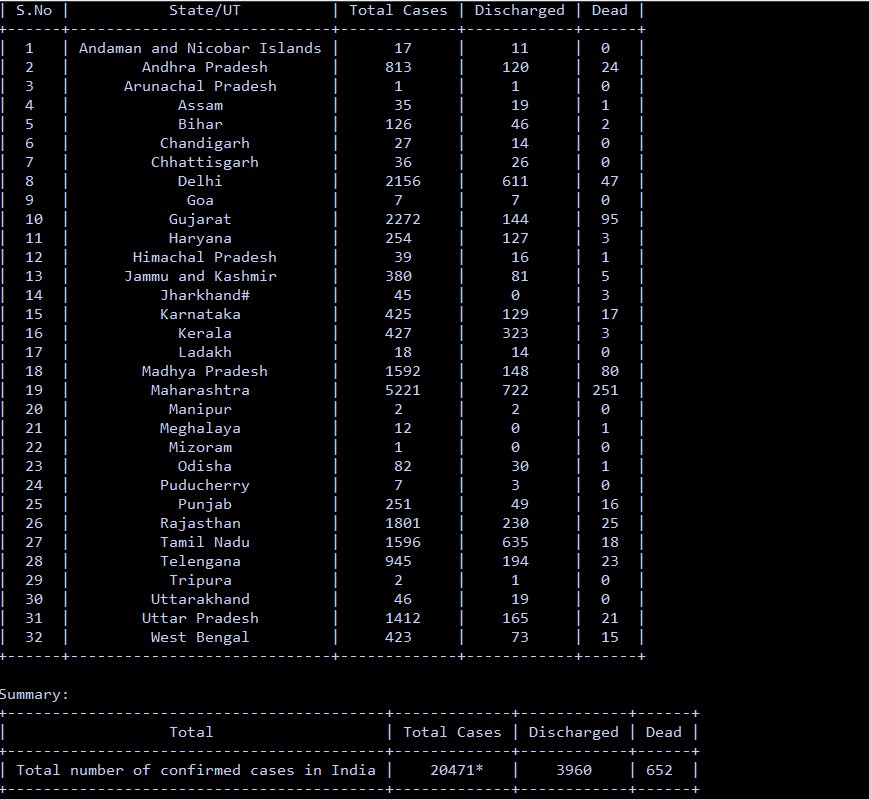 | S.No | State/UT | Total Cases | Discharged | Dead |
+------+-----------------------------+-------------+------------+------+
| 1 | Andaman and Nicobar Islands | 17 | 11 | 0 |
| 2 | Andhra Pradesh | 813 | 120 | 24 |
| 3 | Arunachal Pradesh | 1 | 1 | 0 |
| 4 | Assam | 35 | 19 | 1 |
| 5 | Bihar | 126 | 46 | 2 |
| 6 | Chandigarh | 27 | 14 | 0 |
| 7 | Chhattisgarh | 36 | 26 | 0 |
| 8 | Delhi | 2156 | 611 | 47 |
| 9 | Goa | 7 | 7 | 0 |
| 10 | Gujarat | 2272 | 144 | 95 |
| 11 | Haryana | 254 | 127 | 3 |
| 12 | Himachal Pradesh | 39 | 16 | 1 |
| 13 | Jammu and Kashmir | 380 | 81 | 5 |
| 14 | Jharkhand# | 45 | 0 | 3 |
| 15 | Karnataka | 425 | 129 | 17 |
| 16 | Kerala | 427 | 323 | 3 |
| 17 | Ladakh | 18 | 14 | 0 |
| 18 | Madhya Pradesh | 1592 | 148 | 80 |
| 19 | Maharashtra | 5221 | 722 | 251 |
| 20 | Manipur | 2 | 2 | 0 |
| 21 | Meghalaya | 12 | 0 | 1 |
| 22 | Mizoram | 1 | 0 | 0 |
| 23 | Odisha | 82 | 30 | 1 |
| 24 | Puducherry | 7 | 3 | 0 |
| 25 | Punjab | 251 | 49 | 16 |
| 26 | Rajasthan | 1801 | 230 | 25 |
| 27 | Tamil Nadu | 1596 | 635 | 18 |
| 28 | Telengana | 945 | 194 | 23 |
| 29 | Tripura | 2 | 1 | 0 |
| 30 | Uttarakhand | 46 | 19 | 0 |
| 31 | Uttar Pradesh | 1412 | 165 | 21 |
| 32 | West Bengal | 423 | 73 | 15 |
+------+-----------------------------+-------------+------------+------+
Summary:
+------------------------------------------+-------------+------------+------+
| Total | Total Cases | Discharged | Dead |
+------------------------------------------+-------------+------------+------+
| Total number of confirmed cases in India | 20471* | 3960 | 652 |
+------------------------------------------+-------------+------------+------+